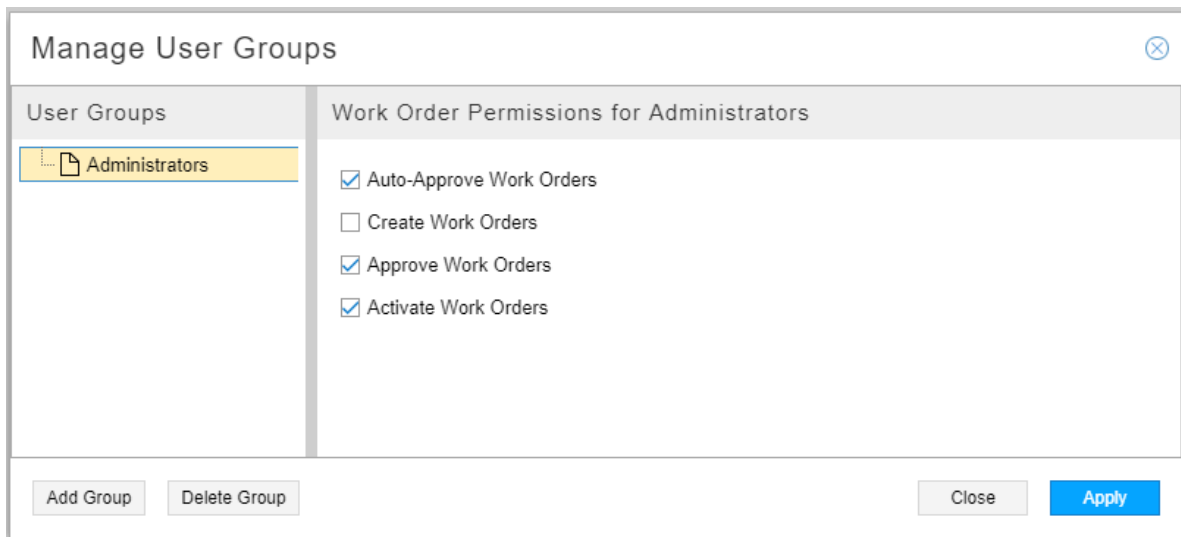 Manage User Groups
User Groups
Work Order Permissions for Administrators
Administrators
Auto-Approve Work Orders
Create Work Orders
Approve Work Orders
Activate Work Orders
Add Group
Delete Group
Close
Apply